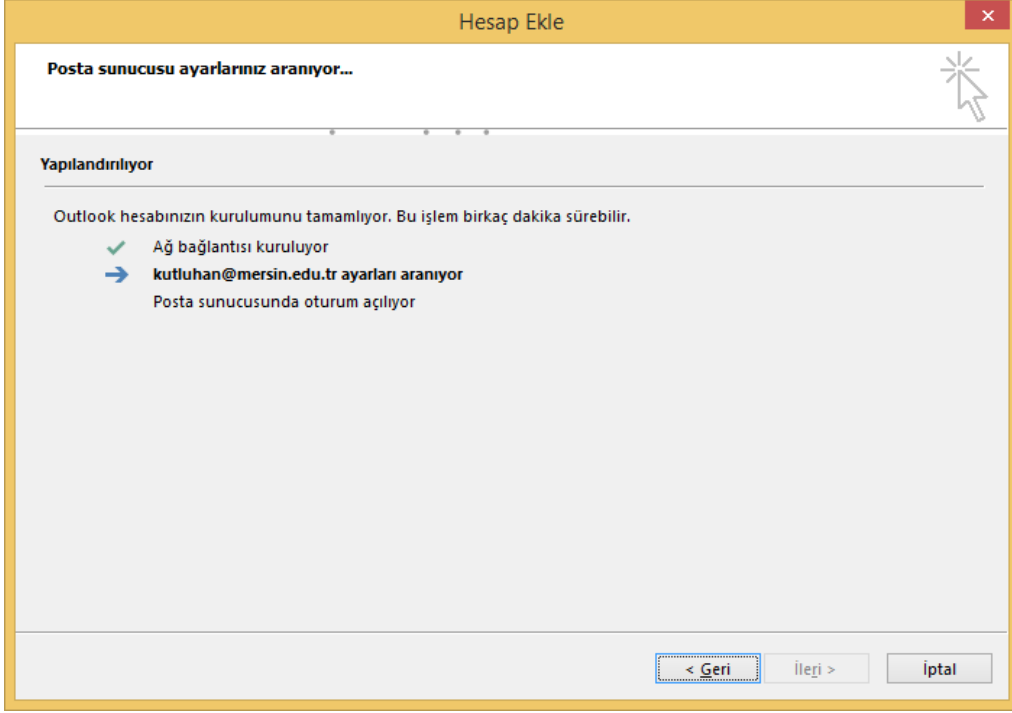 Hesap Ekle
Posta sunucusu ayarlarınız aranıyor...
Yapılandırılıyor
Outlook hesabınızın kurulumunu tamamlıyor. Bu işlem birkaç dakika sürebilir.
Ağ bağlantısı kuruluyor
kutluhan@mersin.edu.tr ayarları aranıyor
Posta sunucusunda oturum açılıyor
< Geri İleri > İptal